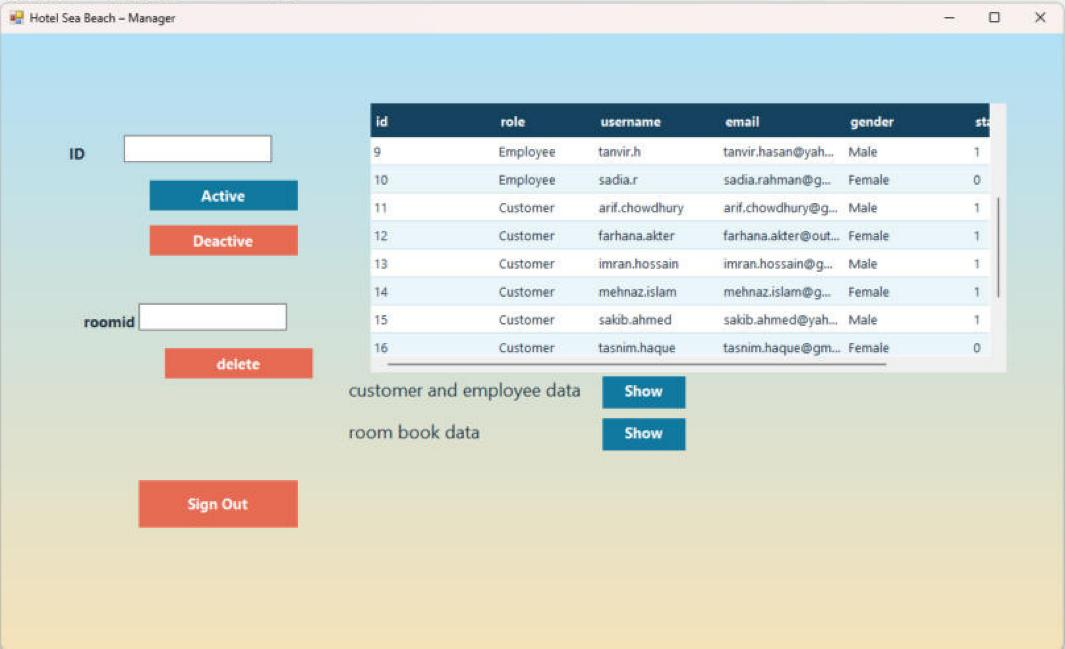 Hotel Sea Beach – Manager
ID
Active
Deactive
roomid
delete
Sign Out
id role username email gender sta
9 Employee tanvir.h tanvir.hasan@yah... Male 1
10 Employee sadia.r sadia.rahman@g... Female 0
11 Customer arif.chowdhury arif.chowdhury@g... Male 1
12 Customer farhana.akter farhana.akter@out... Female 1
13 Customer imran.hossain imran.hossain@g... Male 1
14 Customer mehnaz.islam mehnaz.islam@g... Female 1
15 Customer sakib.ahmed sakib.ahmed@yah... Male 1
16 Customer tasnim.haque tasnim.haque@gm... Female 0
customer and employee data Show
room book data Show